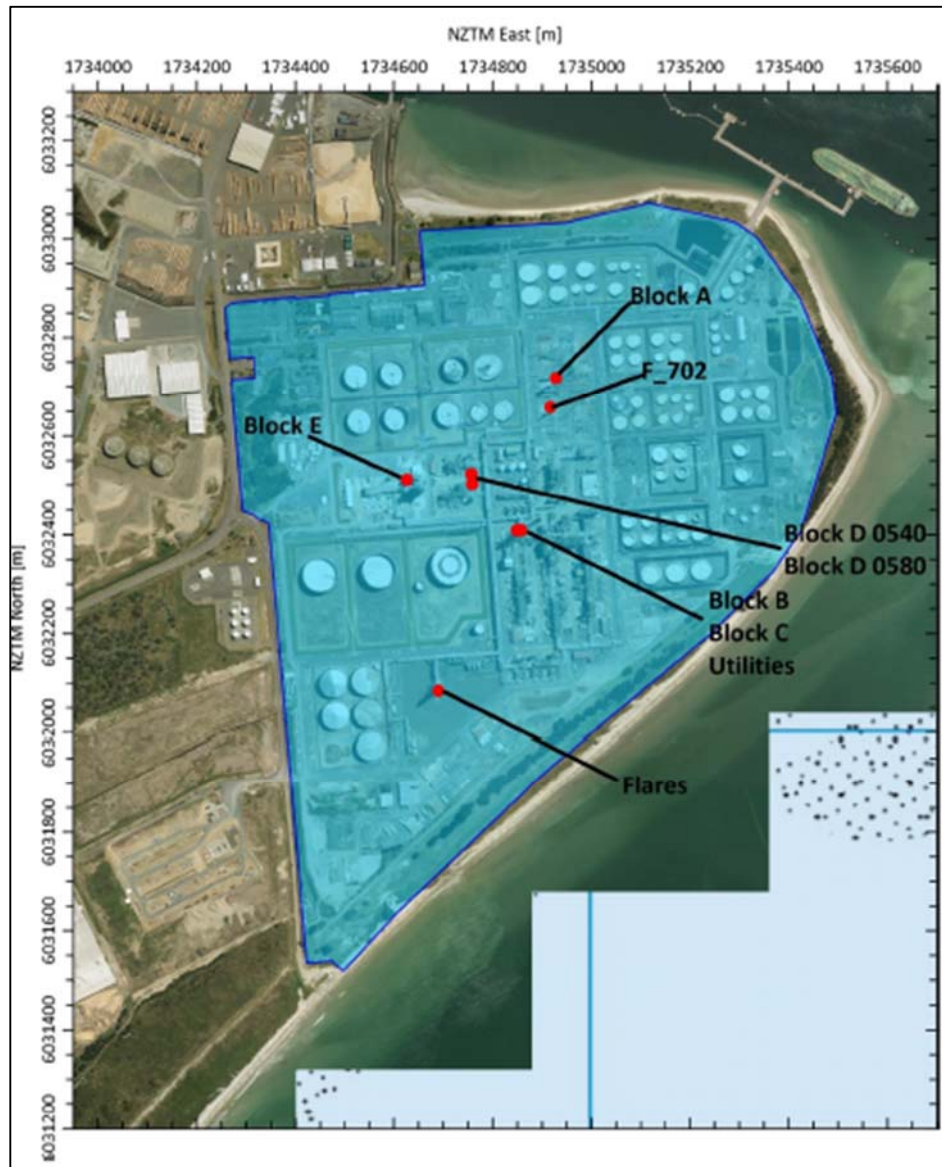 NZTM East [m]
1734000 1734200 1734400 1734600 1734800 1735000 1735200 1735400 1735600
NZTM North [m]
6033200
6033000
6032800
6032600
6032400
6032200
6032000
6031800
6031600
6031400
6031200
Block A
F_702
Block E
Block D 0540
Block D 0580
Block B
Block C
Utilities
Flares